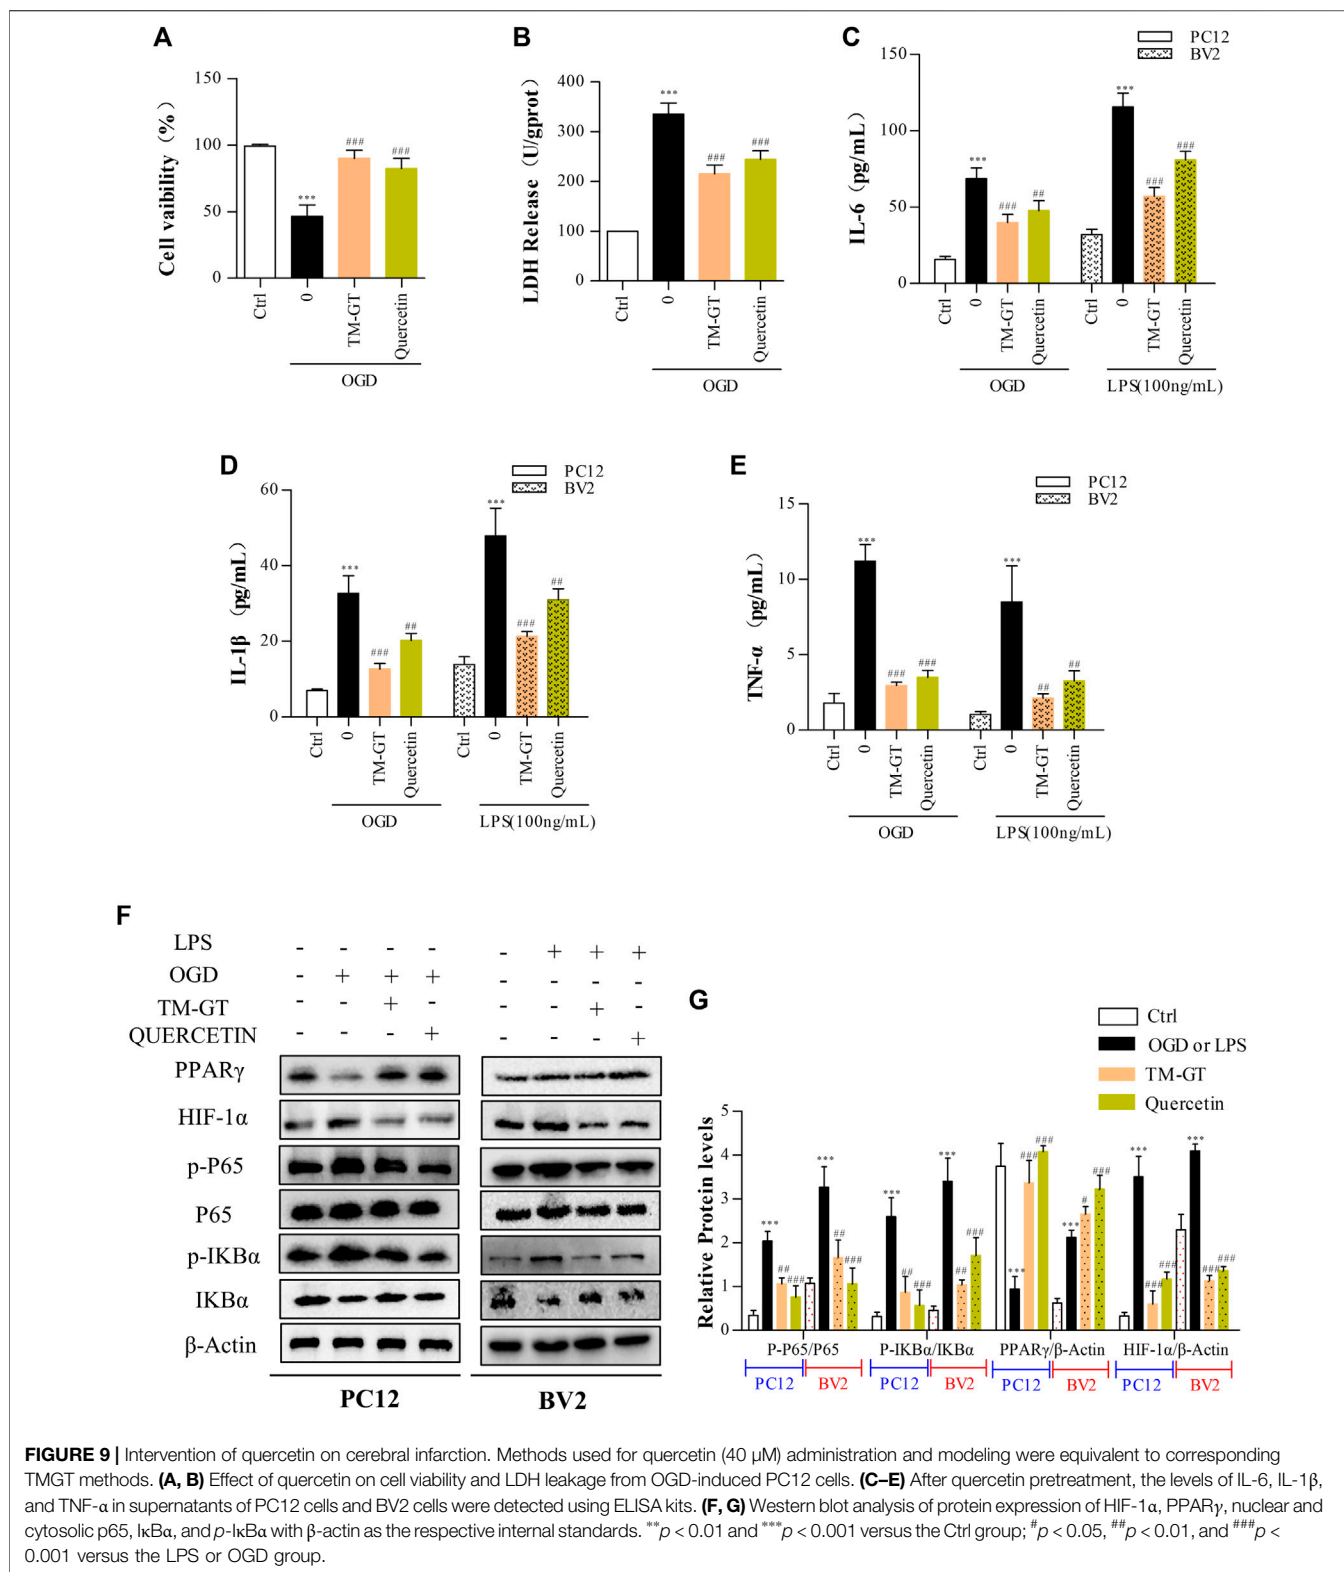 A
Cell vaibility (%)
150
100
50
0
***
###
###
Ctrl
0
TM-GT
Quercetin
OGD
B
LDH Release (U/gprot)
400
300
200
100
0
***
###
###
Ctrl
0
TM-GT
Quercetin
OGD
C
PC12
BV2
IL-6 (pg/mL)
150
100
50
0
***
###
##
***
###
###
Ctrl
0
TM-GT
Quercetin
Ctrl
0
TM-GT
Quercetin
OGD
LPS(100ng/mL)
D
PC12
BV2
IL-1β (pg/mL)
60
40
20
0
***
###
##
***
###
##
Ctrl
0
TM-GT
Quercetin
Ctrl
0
TM-GT
Quercetin
OGD
LPS(100ng/mL)
E
PC12
BV2
TNF-α (pg/mL)
15
10
5
0
***
###
###
***
##
##
Ctrl
0
TM-GT
Quercetin
Ctrl
0
TM-GT
Quercetin
OGD
LPS(100ng/mL)
F
LPS - - - - - + + +
OGD - + + + - - - -
TM-GT - - + - - - + -
QUERCETIN - - - + - - - +
PPARγ
HIF-1α
p-P65
P65
p-IKBα
IKBα
β-Actin
PC12
BV2
G
Ctrl
OGD or LPS
TM-GT
Quercetin
Relative Protein levels
5
4
3
2
1
0
***
##
###
***
##
###
***
##
###
***
##
###
***
###
###
***
#
###
***
###
###
***
###
###
P-P65/P65
P-IKBα/IKBα
PPARγ/β-Actin
HIF-1α/β-Actin
PC12
BV2
PC12
BV2
PC12
BV2
PC12
BV2
FIGURE 9 | Intervention of quercetin on cerebral infarction. Methods used for quercetin (40 µM) administration and modeling were equivalent to corresponding
TMGT methods. (A, B) Effect of quercetin on cell viability and LDH leakage from OGD-induced PC12 cells. (C–E) After quercetin pretreatment, the levels of IL-6, IL-1β,
and TNF-α in supernatants of PC12 cells and BV2 cells were detected using ELISA kits. (F, G) Western blot analysis of protein expression of HIF-1α, PPARγ, nuclear and
cytosolic p65, IκBα, and p-IκBα with β-actin as the respective internal standards. **p < 0.01 and ***p < 0.001 versus the Ctrl group; #p < 0.05, ##p < 0.01, and ###p <
0.001 versus the LPS or OGD group.